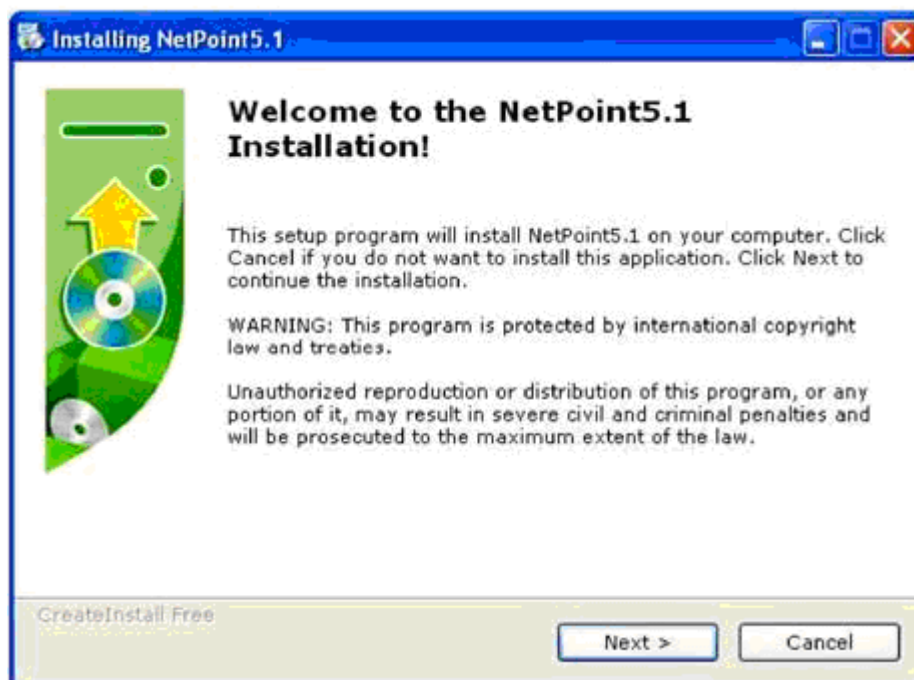 Installing NetPoint5.1
Welcome to the NetPoint5.1
Installation!
This setup program will install NetPoint5.1 on your computer. Click
Cancel if you do not want to install this application. Click Next to
continue the installation.
WARNING: This program is protected by international copyright
law and treaties.
Unauthorized reproduction or distribution of this program, or any
portion of it, may result in severe civil and criminal penalties and
will be prosecuted to the maximum extent of the law.
CreateInstall Free
Next >
Cancel